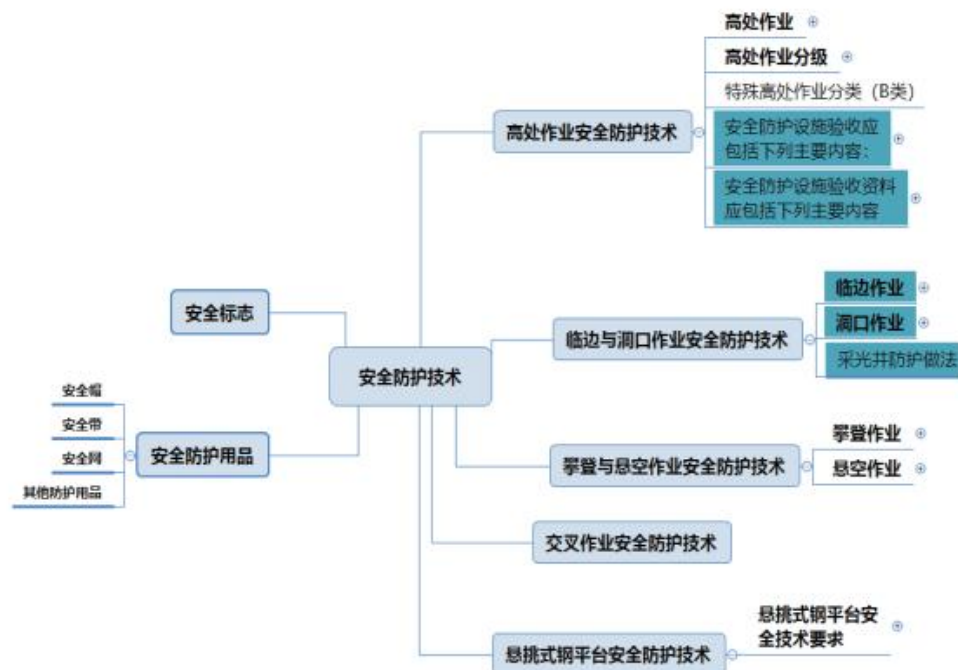 高处作业
高处作业分级
特殊高处作业分类（B类）
高处作业安全防护技术
安全防护设施验收应
包括下列主要内容：
安全防护设施验收资料
应包括下列主要内容
安全标志
临边作业
临边与洞口作业安全防护技术
洞口作业
采光井防护做法
安全防护技术
安全帽
安全带
安全防护用品
安全网
其他防护用品
攀登作业
攀登与悬空作业安全防护技术
悬空作业
交叉作业安全防护技术
悬挑式钢平台安
全技术要求
悬挑式钢平台安全防护技术